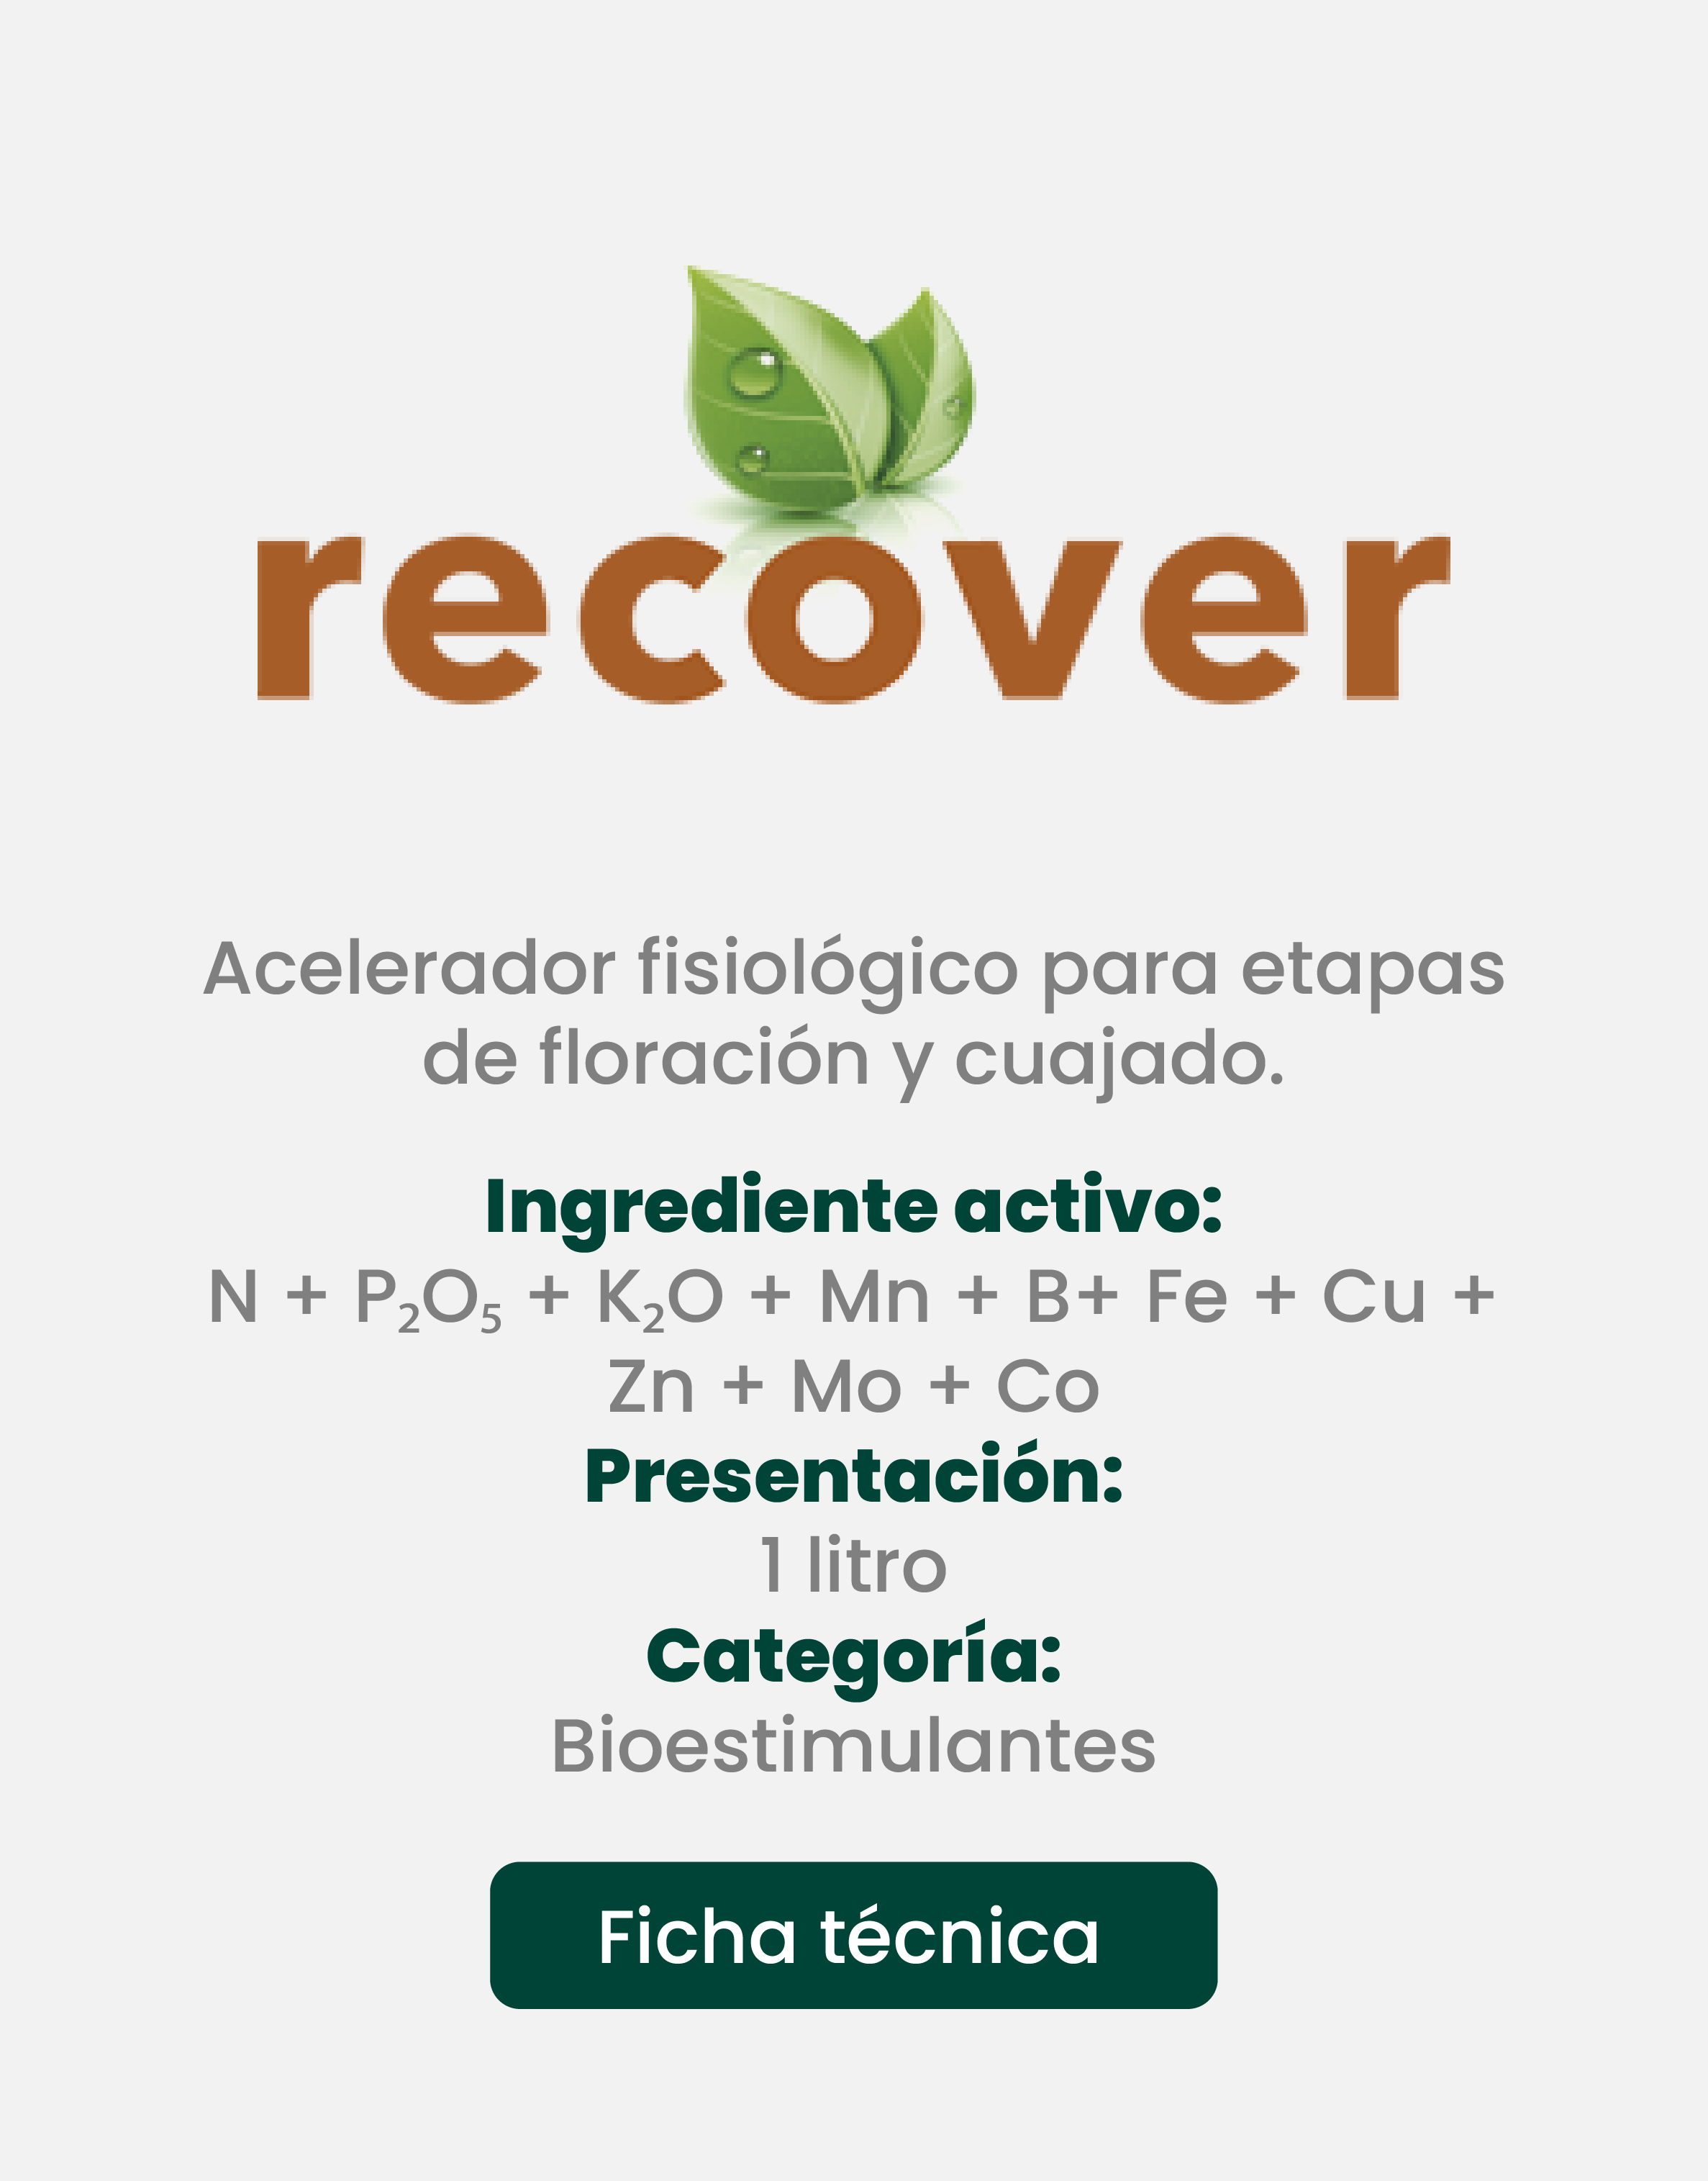 recover
Acelerador fisiológico para etapas
de floración y cuajado.
Ingrediente activo:
N + P₂O₅ + K₂O + Mn + B+ Fe + Cu +
Zn + Mo + Co
Presentación:
1 litro
Categoría:
Bioestimulantes
Ficha técnica